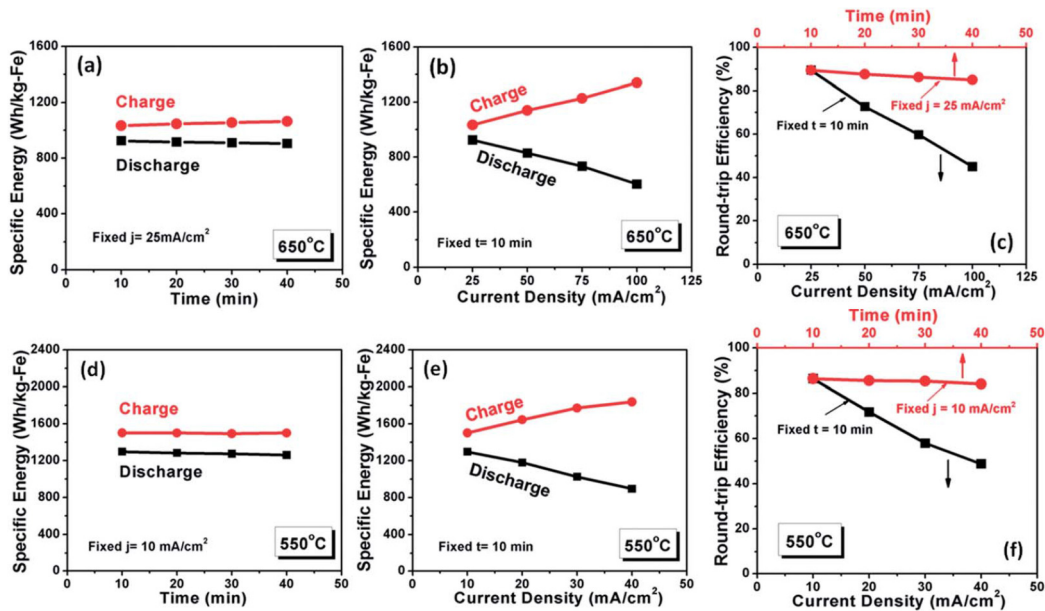 (a)
Specific Energy (Wh/kg-Fe)
1600
1200
800
400
0
Charge
Discharge
Fixed j= 25mA/cm²
650°C
0 10 20 30 40 50
Time (min)
(b)
Specific Energy (Wh/kg-Fe)
1600
1200
800
400
0
Charge
Discharge
Fixed t= 10 min
650°C
0 25 50 75 100 125
Current Density (mA/cm²)
Time (min)
0 10 20 30 40 50
Round-trip Efficiency (%)
100
80
60
40
20
0
Fixed j = 25 mA/cm²
Fixed t = 10 min
650°C
(c)
0 25 50 75 100 125
Current Density (mA/cm²)
(d)
Specific Energy (Wh/kg-Fe)
2400
2000
1600
1200
800
400
0
Charge
Discharge
Fixed j= 10 mA/cm²
550°C
0 10 20 30 40 50
Time (min)
(e)
Specific Energy (Wh/kg-Fe)
2400
2000
1600
1200
800
400
0
Charge
Discharge
Fixed t= 10 min
550°C
0 10 20 30 40 50
Current Density (mA/cm²)
Time (min)
0 10 20 30 40 50
Round-trip Efficiency (%)
100
80
60
40
20
0
Fixed j = 10 mA/cm²
Fixed t = 10 min
550°C
(f)
0 10 20 30 40 50
Current Density (mA/cm²)